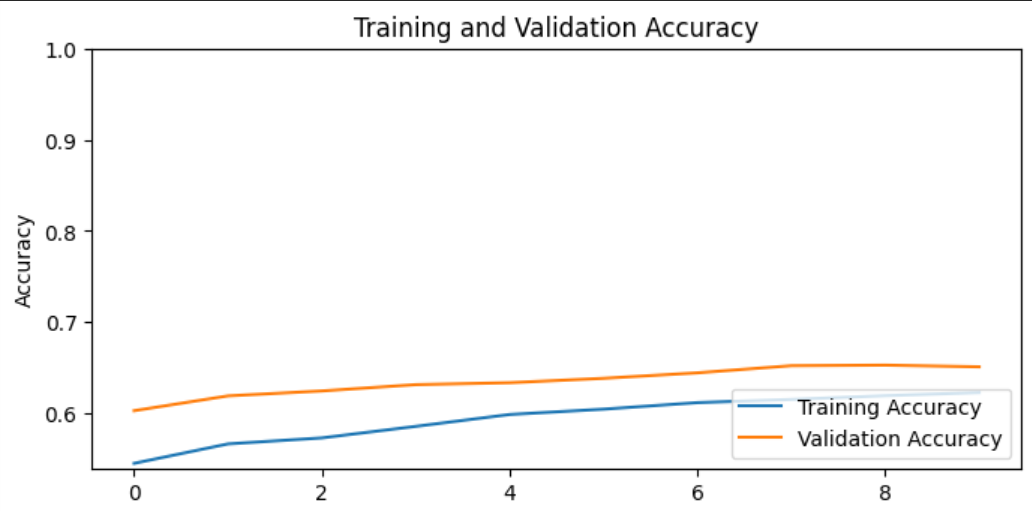 Training and Validation Accuracy
1.0
0.9
0.8
0.7
0.6
Accuracy
Training Accuracy
Validation Accuracy
0 2 4 6 8